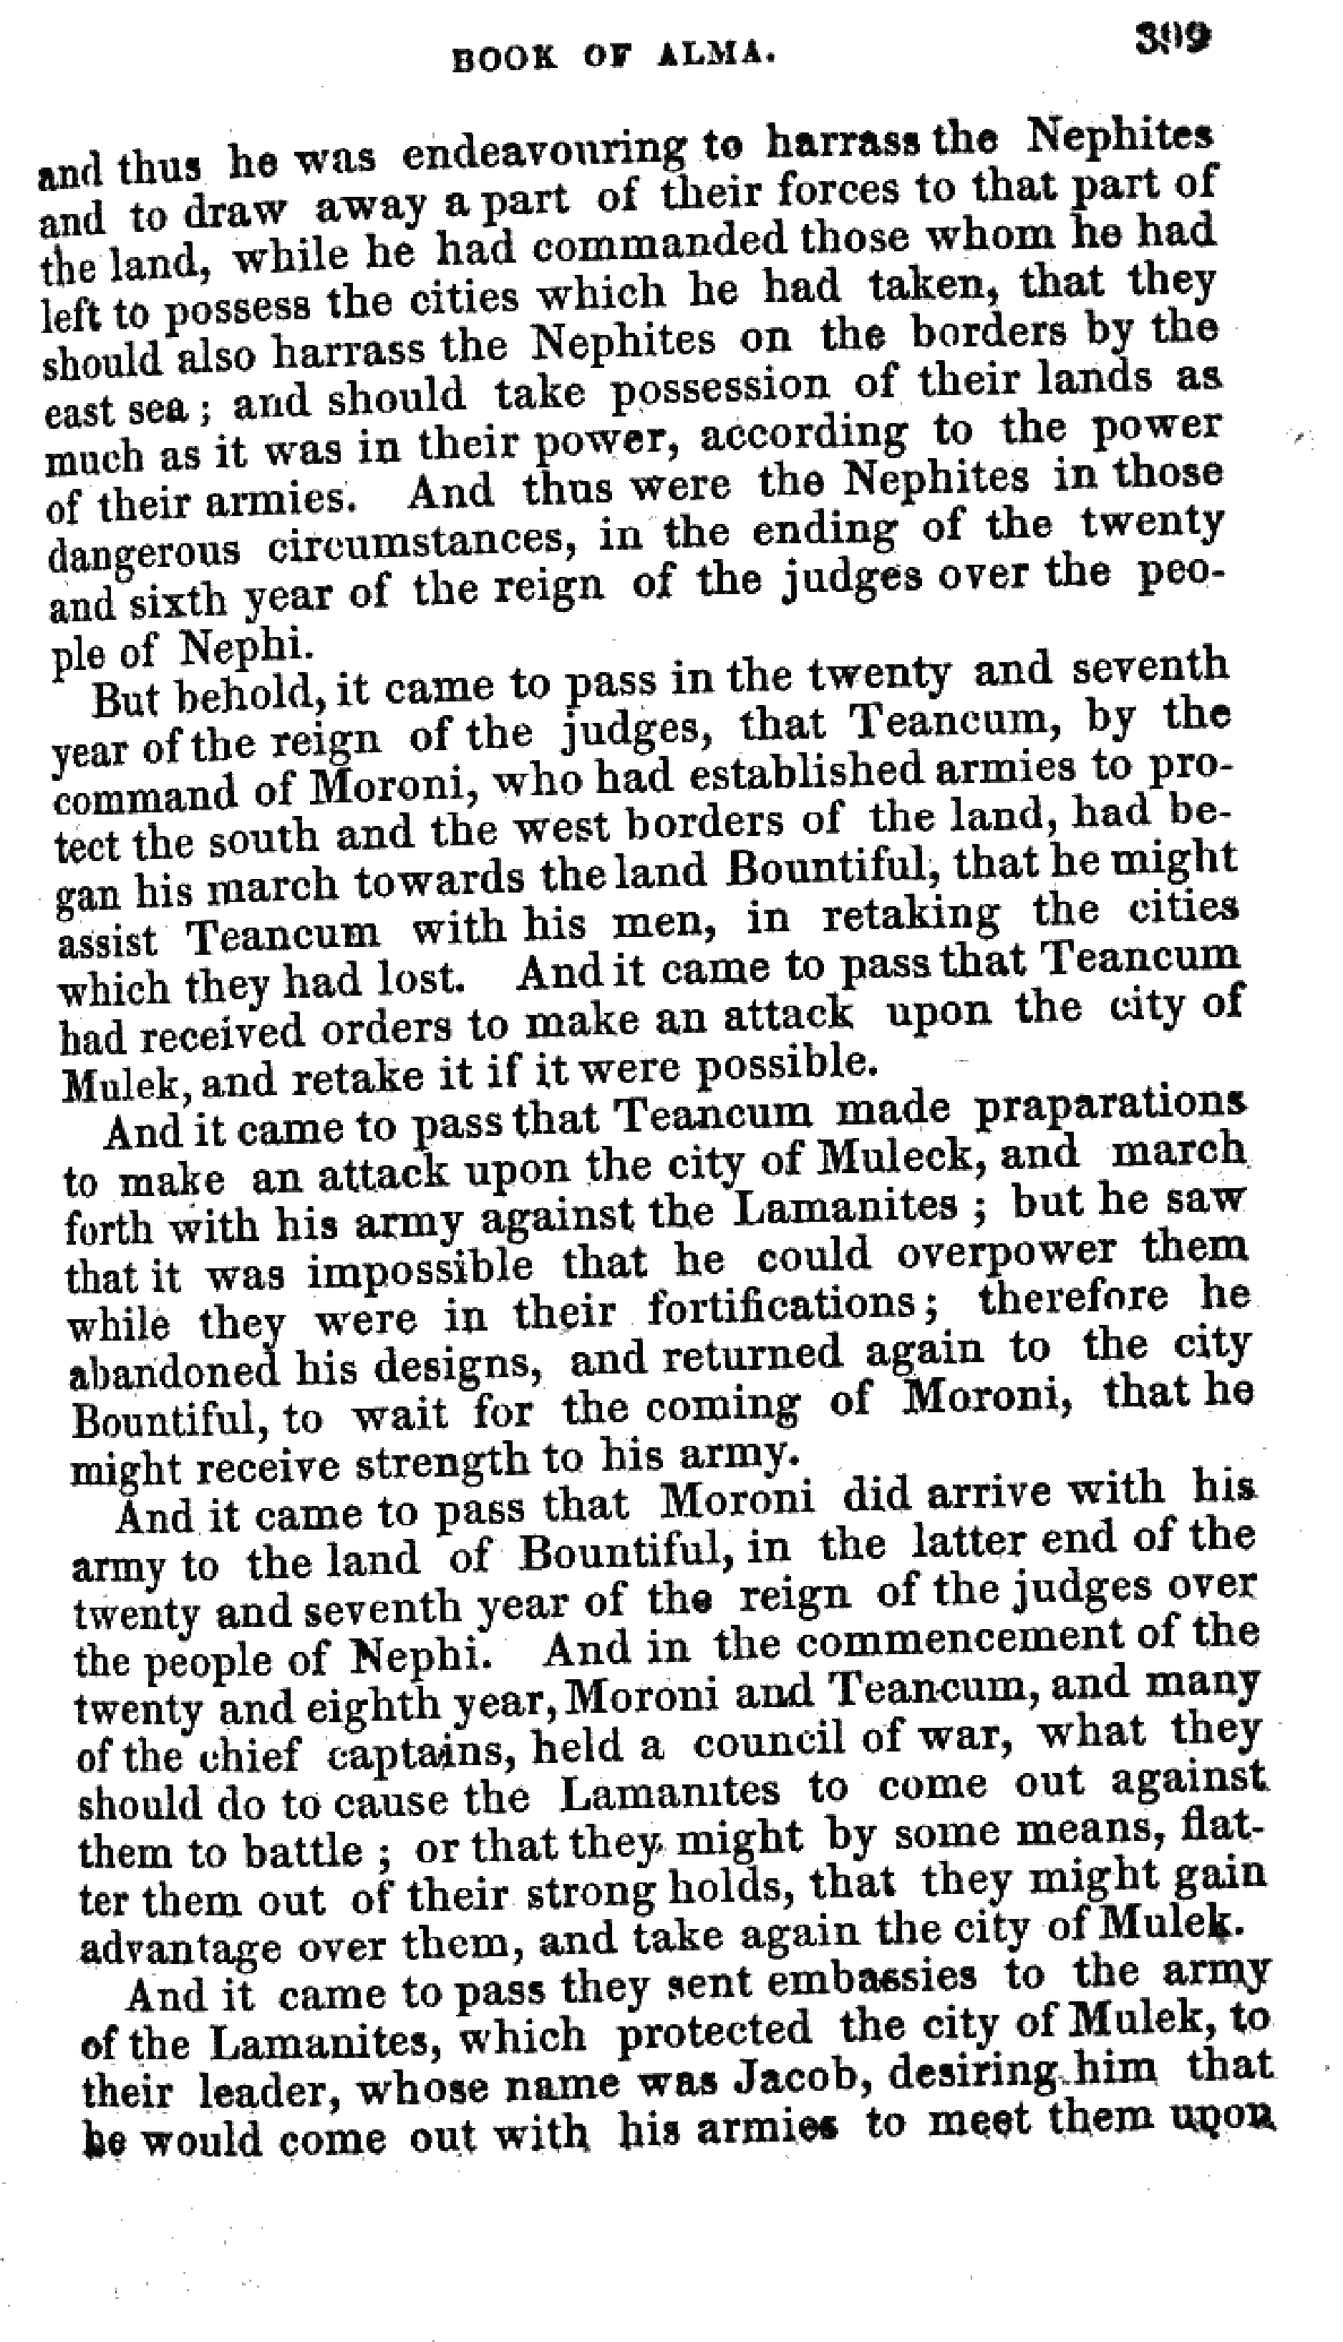 BOOK OF ALMA. 399
and thus he was endeavouring to harrass the Nephites
and to draw away a part of their forces to that part of
the land, while he had commanded those whom he had
left to possess the cities which he had taken, that they
should also harrass the Nephites on the borders by the
east sea; and should take possession of their lands as
much as it was in their power, according to the power
of their armies. And thus were the Nephites in those
dangerous circumstances, in the ending of the twenty
and sixth year of the reign of the judges over the peo-
ple of Nephi.
But behold, it came to pass in the twenty and seventh
year of the reign of the judges, that Teancum, by the
command of Moroni, who had established armies to pro-
tect the south and the west borders of the land, had be-
gan his march towards the land Bountiful, that he might
assist Teancum with his men, in retaking the cities
which they had lost. And it came to pass that Teancum
had received orders to make an attack upon the city of
Mulek, and retake it if it were possible.
And it came to pass that Teancum made praparations
to make an attack upon the city of Muleck, and march
forth with his army against the Lamanites; but he saw
that it was impossible that he could overpower them
while they were in their fortifications; therefore he
abandoned his designs, and returned again to the city
Bountiful, to wait for the coming of Moroni, that he
might receive strength to his army.
And it came to pass that Moroni did arrive with his
army to the land of Bountiful, in the latter end of the
twenty and seventh year of the reign of the judges over
the people of Nephi. And in the commencement of the
twenty and eighth year, Moroni and Teancum, and many
of the chief captains, held a council of war, what they
should do to cause the Lamanites to come out against
them to battle; or that they might by some means, flat-
ter them out of their strong holds, that they might gain
advantage over them, and take again the city of Mulek.
And it came to pass they sent embassies to the army
of the Lamanites, which protected the city of Mulek, to
their leader, whose name was Jacob, desiring him that
he would come out with his armies to meet them upon